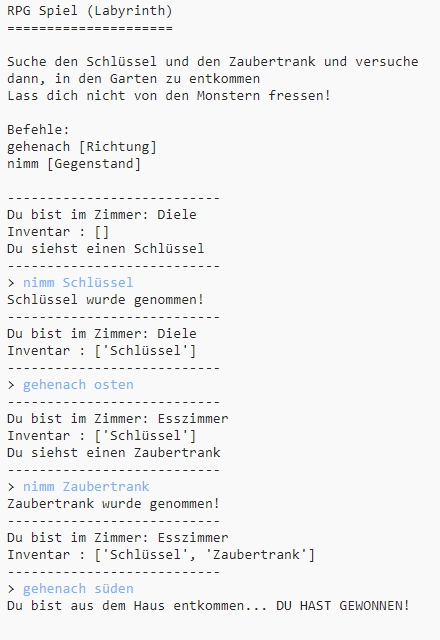 RPG Spiel (Labyrinth)
=====================
Suche den Schlüssel und den Zaubertrank und versuche
dann, in den Garten zu entkommen
Lass dich nicht von den Monstern fressen!
Befehle:
gehenach [Richtung]
nimm [Gegenstand]
---------------------------
Du bist im Zimmer: Diele
Inventar : []
Du siehst einen Schlüssel
---------------------------
> nimm Schlüssel
Schlüssel wurde genommen!
---------------------------
Du bist im Zimmer: Diele
Inventar : ['Schlüssel']
---------------------------
> gehenach osten
---------------------------
Du bist im Zimmer: Esszimmer
Inventar : ['Schlüssel']
Du siehst einen Zaubertrank
---------------------------
> nimm Zaubertrank
Zaubertrank wurde genommen!
---------------------------
Du bist im Zimmer: Esszimmer
Inventar : ['Schlüssel', 'Zaubertrank']
---------------------------
> gehenach süden
Du bist aus dem Haus entkommen... DU HAST GEWONNEN!